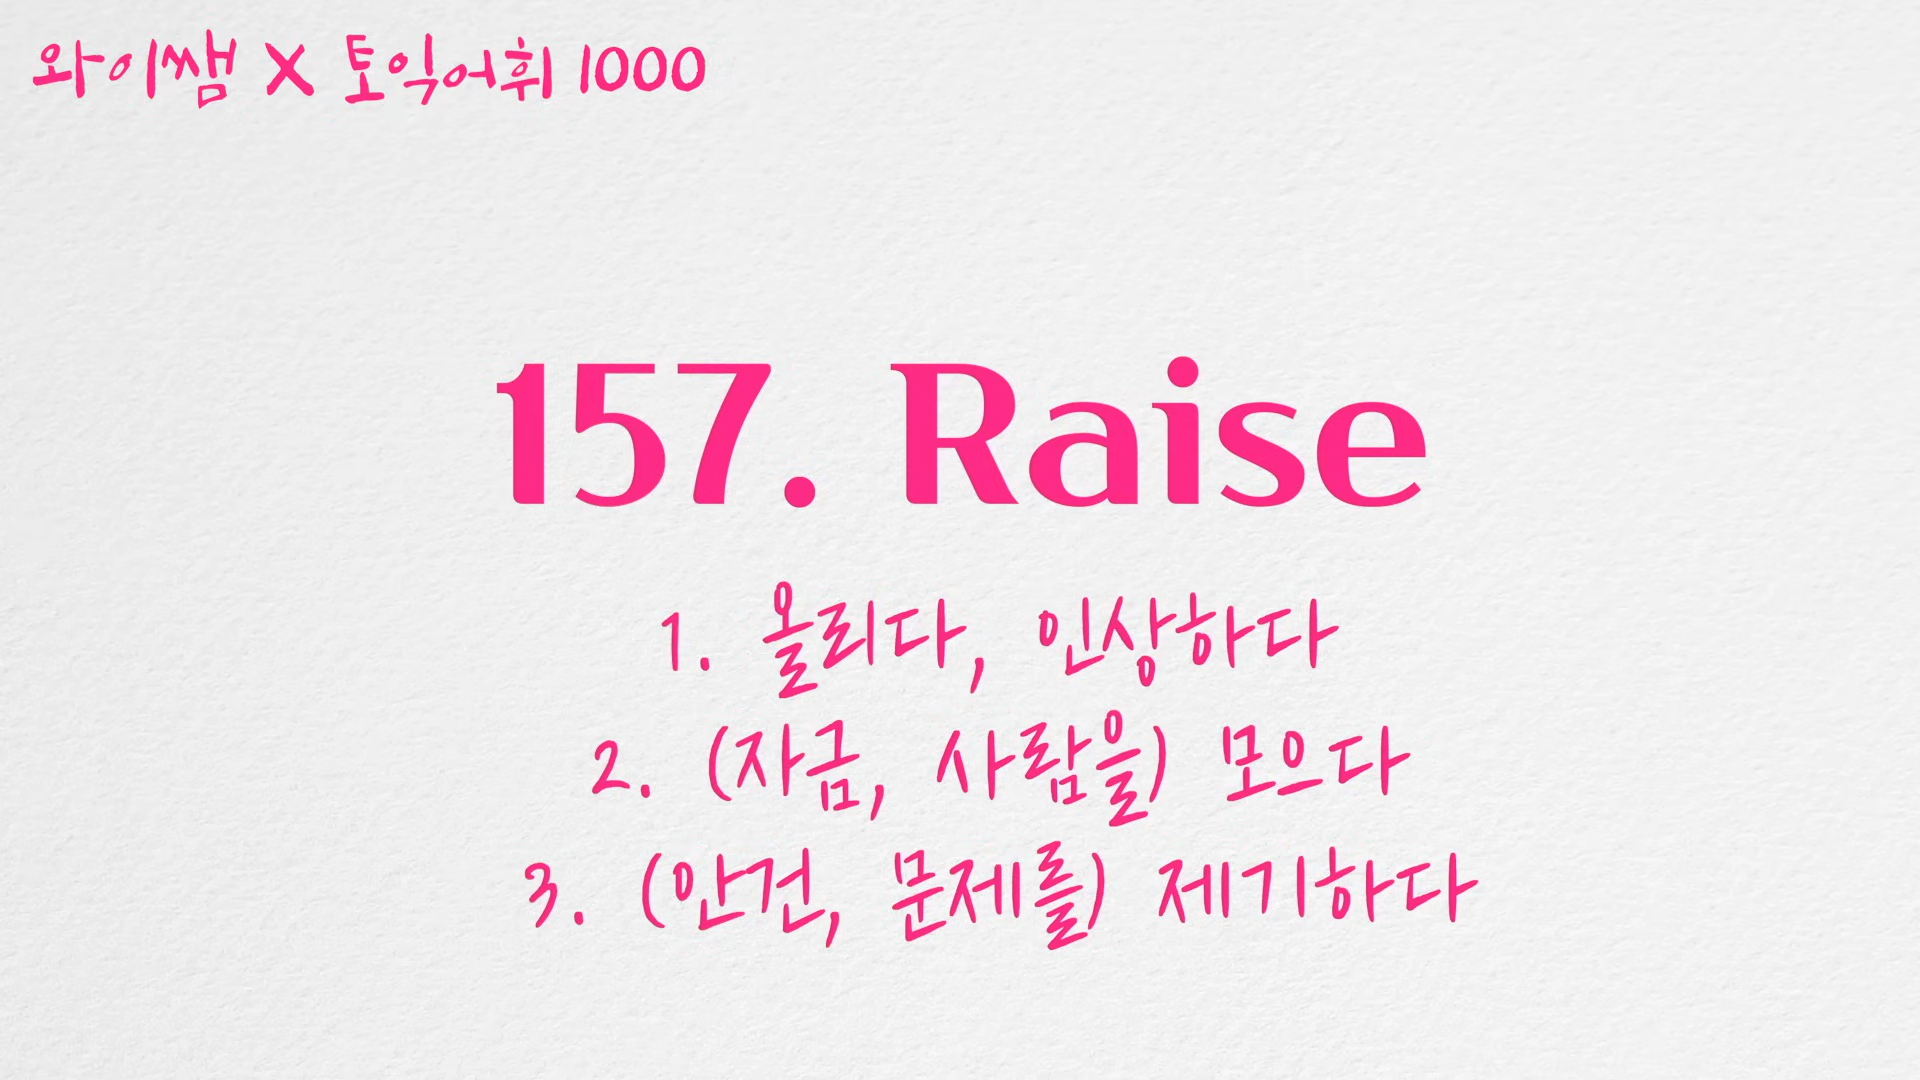 와이쌤 X 토익어휘 1000
157. Raise
1. 올리다, 인상하다
2. (자금, 사람을) 모으다
3. (안건, 문제를) 제기하다